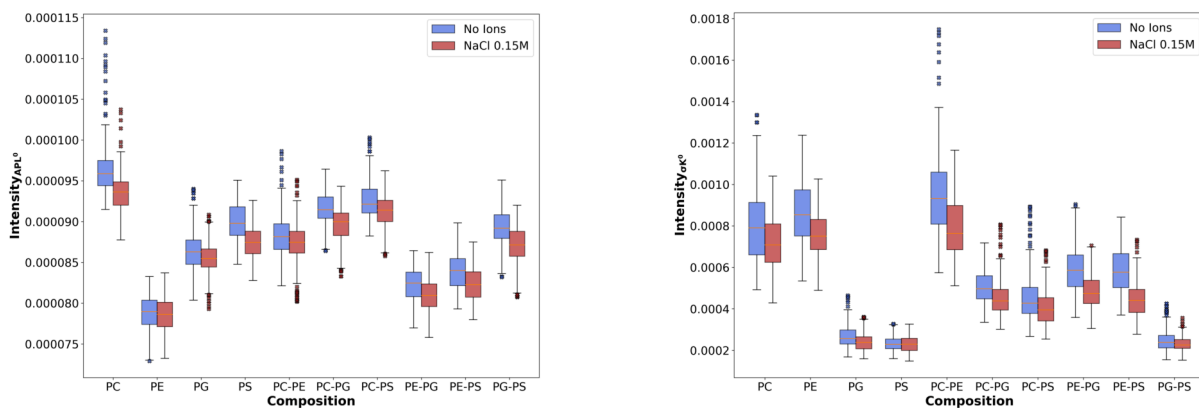 0.000115
0.000110
0.000105
0.000100
0.000095
0.000090
0.000085
0.000080
0.000075
Intensity_APL⁰
No Ions
NaCl 0.15M
PC PE PG PS PC-PE PC-PG PC-PS PE-PG PE-PS PG-PS
Composition
0.0018
0.0016
0.0014
0.0012
0.0010
0.0008
0.0006
0.0004
0.0002
Intensity_σK⁰
No Ions
NaCl 0.15M
PC PE PG PS PC-PE PC-PG PC-PS PE-PG PE-PS PG-PS
Composition